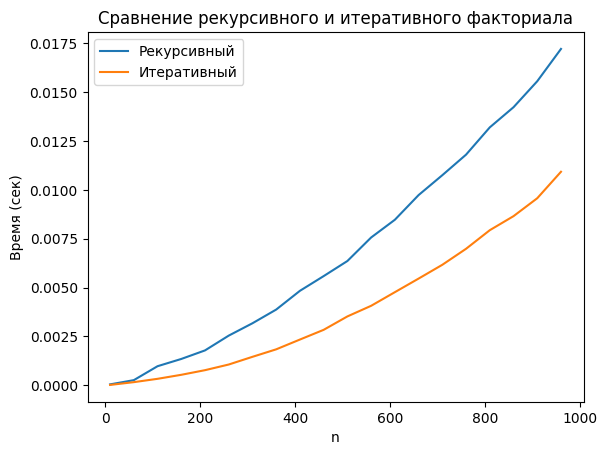 Сравнение рекурсивного и итеративного факториала
Рекурсивный
Итеративный
Время (сек)
0.0175
0.0150
0.0125
0.0100
0.0075
0.0050
0.0025
0.0000
0 200 400 600 800 1000
n